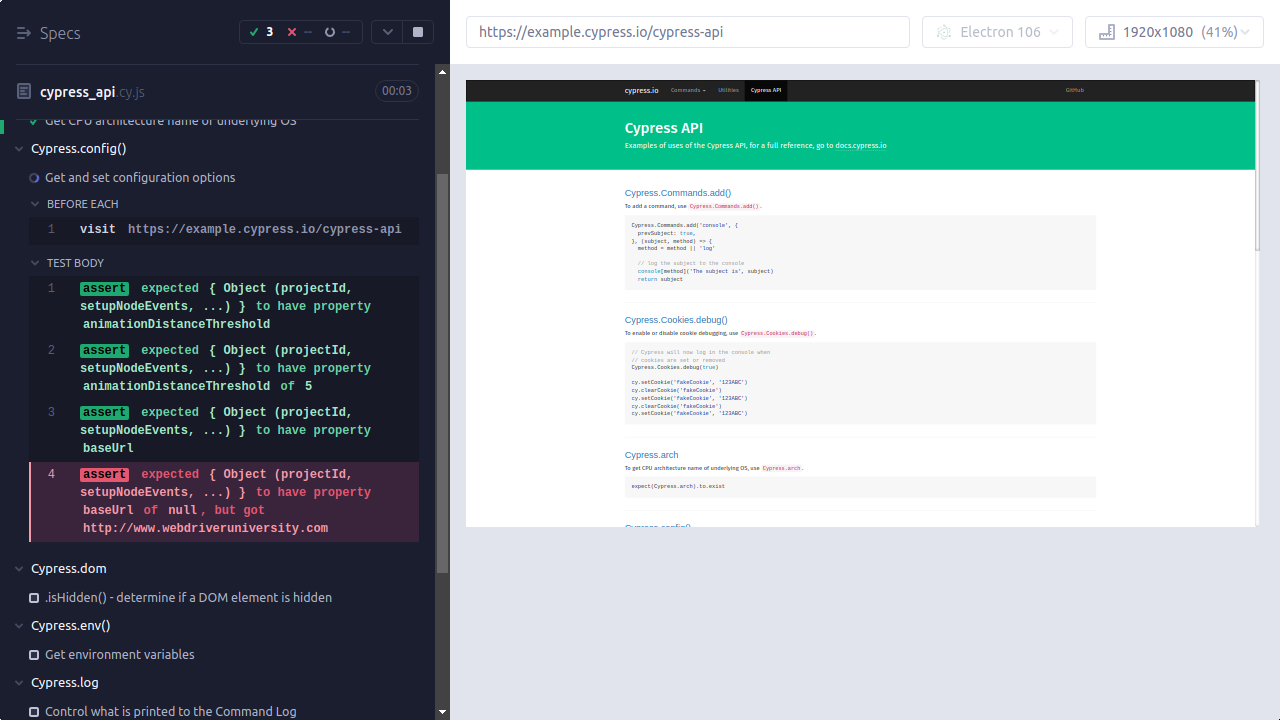 Specs
3 -- --
cypress_api.cy.js
00:03
Get CPU architecture name of underlying OS
Cypress.config()
Get and set configuration options
BEFORE EACH
1 visit https://example.cypress.io/cypress-api
TEST BODY
1 assert expected { Object (projectId,
setupNodeEvents, ...) } to have property
animationDistanceThreshold
2 assert expected { Object (projectId,
setupNodeEvents, ...) } to have property
animationDistanceThreshold of 5
3 assert expected { Object (projectId,
setupNodeEvents, ...) } to have property
baseUrl
4 assert expected { Object (projectId,
setupNodeEvents, ...) } to have property
baseUrl of null, but got
http://www.webdriveruniversity.com
Cypress.dom
.isHidden() - determine if a DOM element is hidden
Cypress.env()
Get environment variables
Cypress.log
Control what is printed to the Command Log
https://example.cypress.io/cypress-api
Electron 106
1920x1080 (41%)
cypress.io Commands Utilities Cypress API GitHub
Cypress API
Examples of uses of the Cypress API, for a full reference, go to docs.cypress.io
Cypress.Commands.add()
To add a command, use Cypress.Commands.add().
Cypress.Commands.add('console', {
prevSubject: true,
}, (subject, method) => {
method = method || 'log'
// log the subject to the console
console[method]('The subject is', subject)
return subject
Cypress.Cookies.debug()
To enable or disable cookie debugging, use Cypress.Cookies.debug().
// Cypress will now log in the console when
// cookies are set or removed
Cypress.Cookies.debug(true)
cy.setCookie('fakeCookie', '123ABC')
cy.clearCookie('fakeCookie')
cy.setCookie('fakeCookie', '123ABC')
cy.clearCookie('fakeCookie')
cy.setCookie('fakeCookie', '123ABC')
Cypress.arch
To get CPU architecture name of underlying OS, use Cypress.arch.
expect(Cypress.arch).to.exist
Cypress.config()